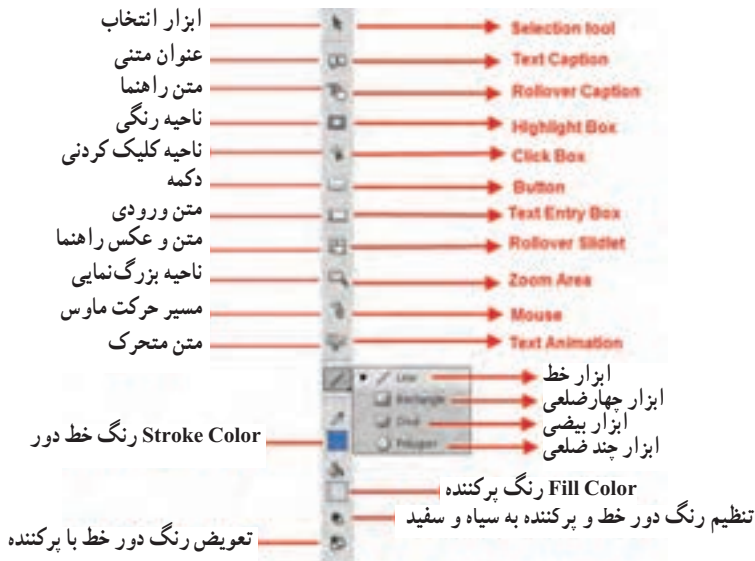 ابزار انتخاب
Selection tool
عنوان متنی
Text Caption
متن راهنما
Rollover Caption
ناحیه رنگی
Highlight Box
ناحیه کلیک کردنی
Click Box
دکمه
Button
متن ورودی
Text Entry Box
متن و عکس راهنما
Rollover Slidlet
ناحیه بزرگ‌نمایی
Zoom Area
مسیر حرکت ماوس
Mouse
متن متحرک
Text Animation
Line ابزار خط
Rectangle ابزار چهارضلعی
Oval ابزار بیضی
Polygon ابزار چند ضلعی
Stroke Color رنگ خط دور
Fill Color رنگ پرکننده
تنظیم رنگ دور خط و پرکننده به سیاه و سفید
تعویض رنگ دور خط با پرکننده